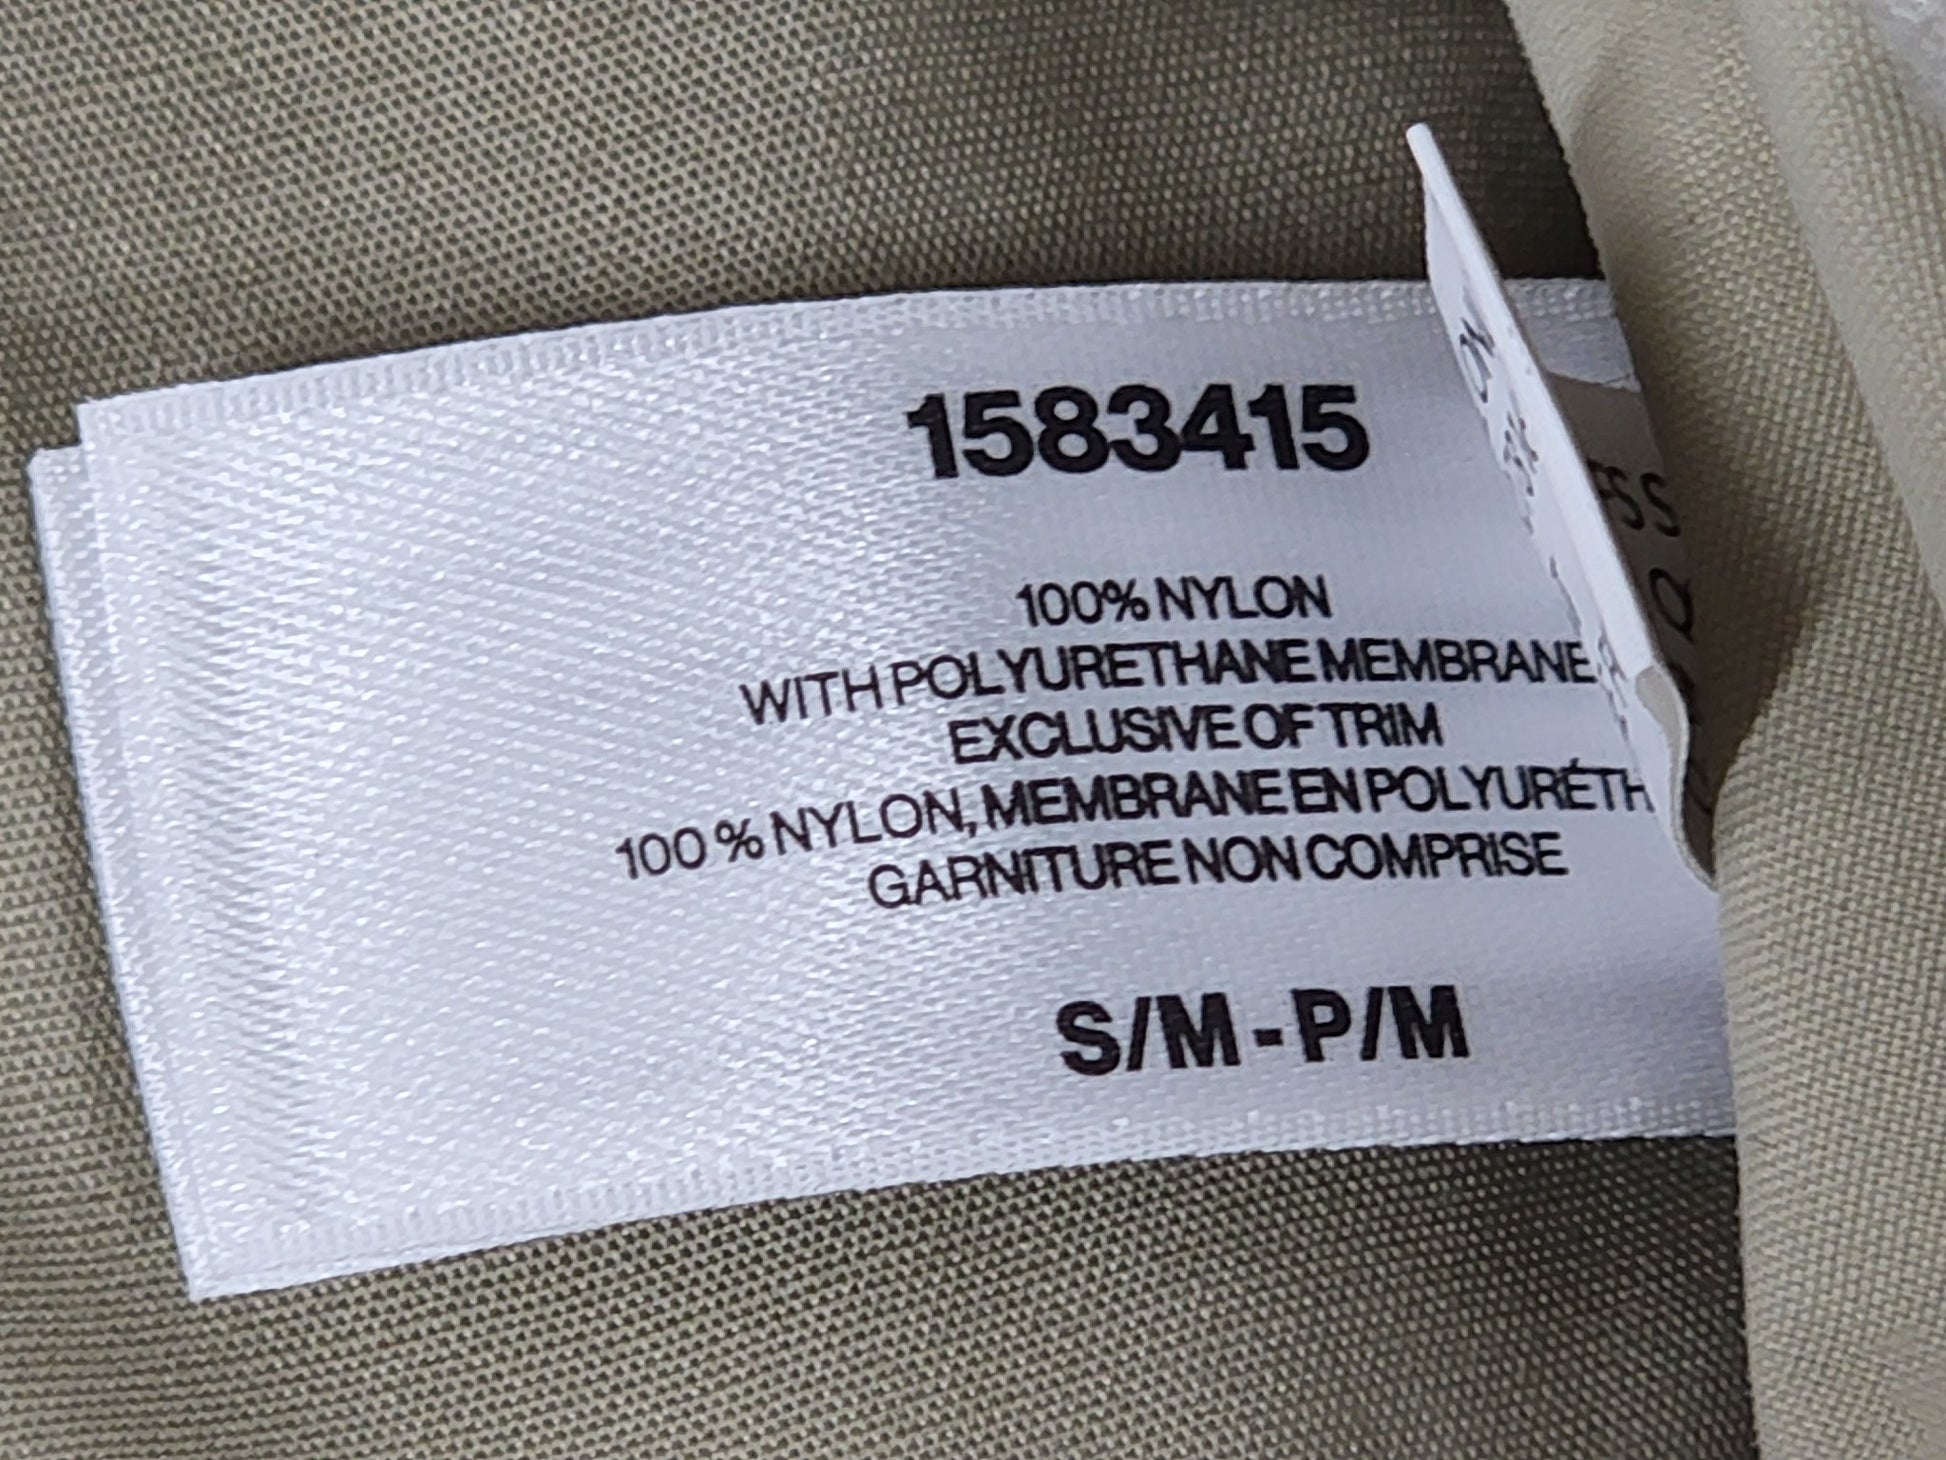 1583415
100% NYLON
WITH POLYURETHANE MEMBRANE
EXCLUSIVE OF TRIM
100 % NYLON, MEMBRANE EN POLYURÉTH
GARNITURE NON COMPRISE
S/M - P/M